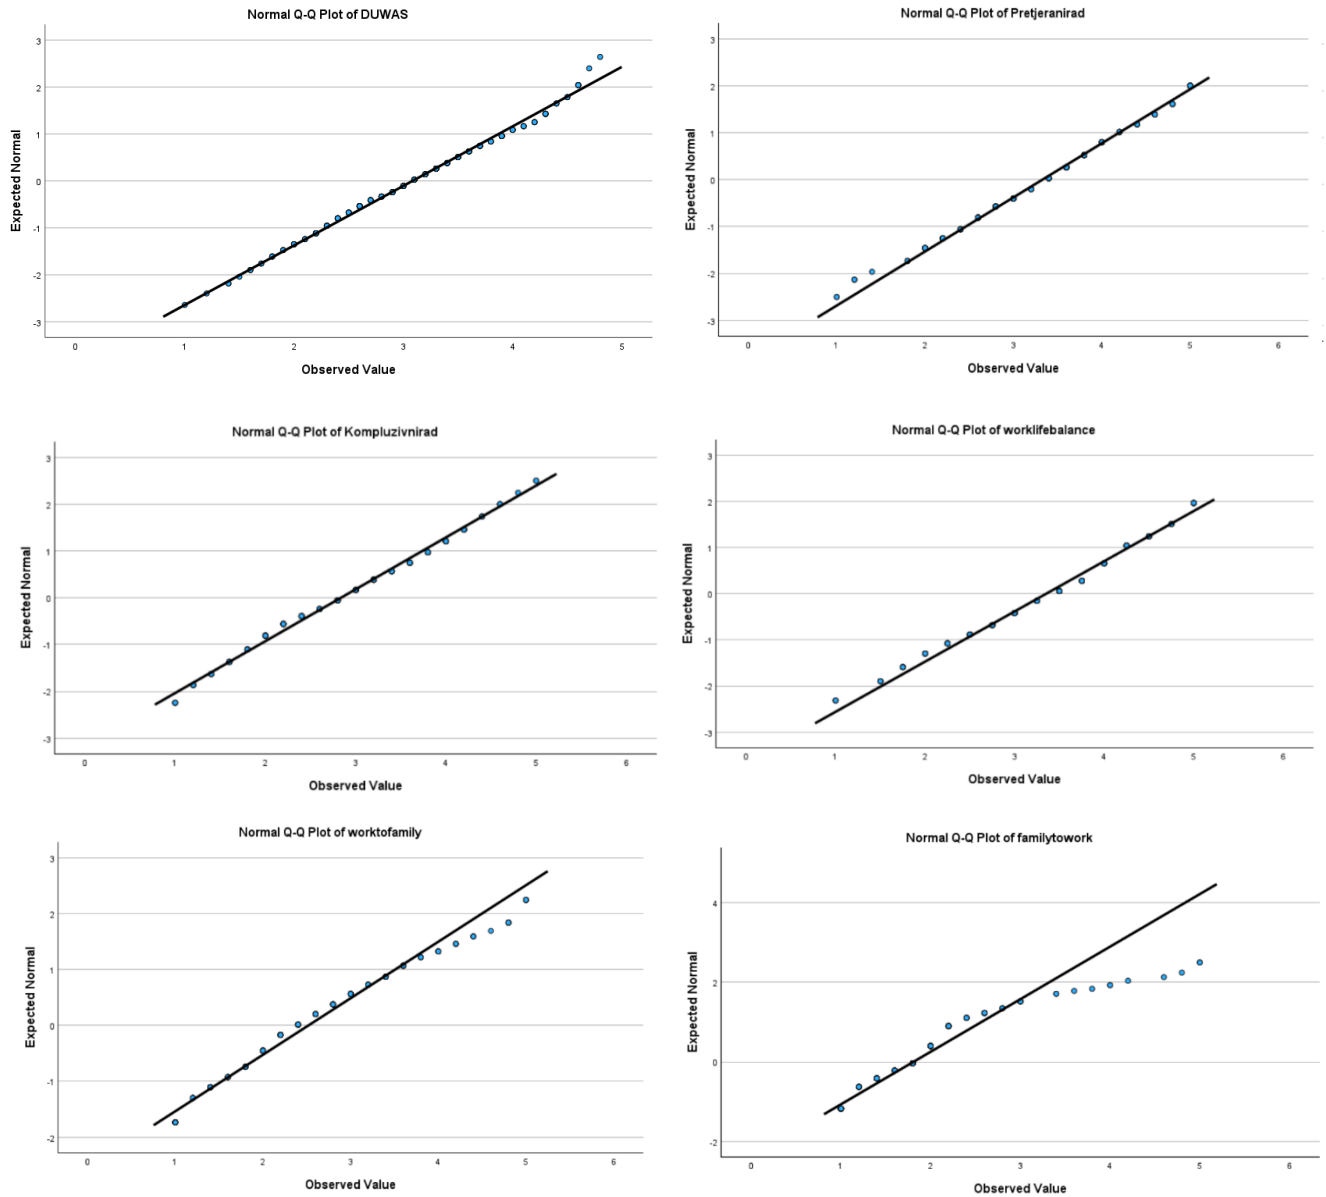 Normal Q-Q Plot of DUWAS
Expected Normal
3
2
1
0
-1
-2
-3
0 1 2 3 4 5
Observed Value
Normal Q-Q Plot of Pretjeranirad
Expected Normal
3
2
1
0
-1
-2
-3
0 1 2 3 4 5 6
Observed Value
Normal Q-Q Plot of Kompluzivnirad
Expected Normal
3
2
1
0
-1
-2
-3
0 1 2 3 4 5 6
Observed Value
Normal Q-Q Plot of worklifebalance
Expected Normal
3
2
1
0
-1
-2
-3
0 1 2 3 4 5 6
Observed Value
Normal Q-Q Plot of worktofamily
Expected Normal
3
2
1
0
-1
-2
0 1 2 3 4 5 6
Observed Value
Normal Q-Q Plot of familytowork
Expected Normal
4
2
0
-2
0 1 2 3 4 5 6
Observed Value